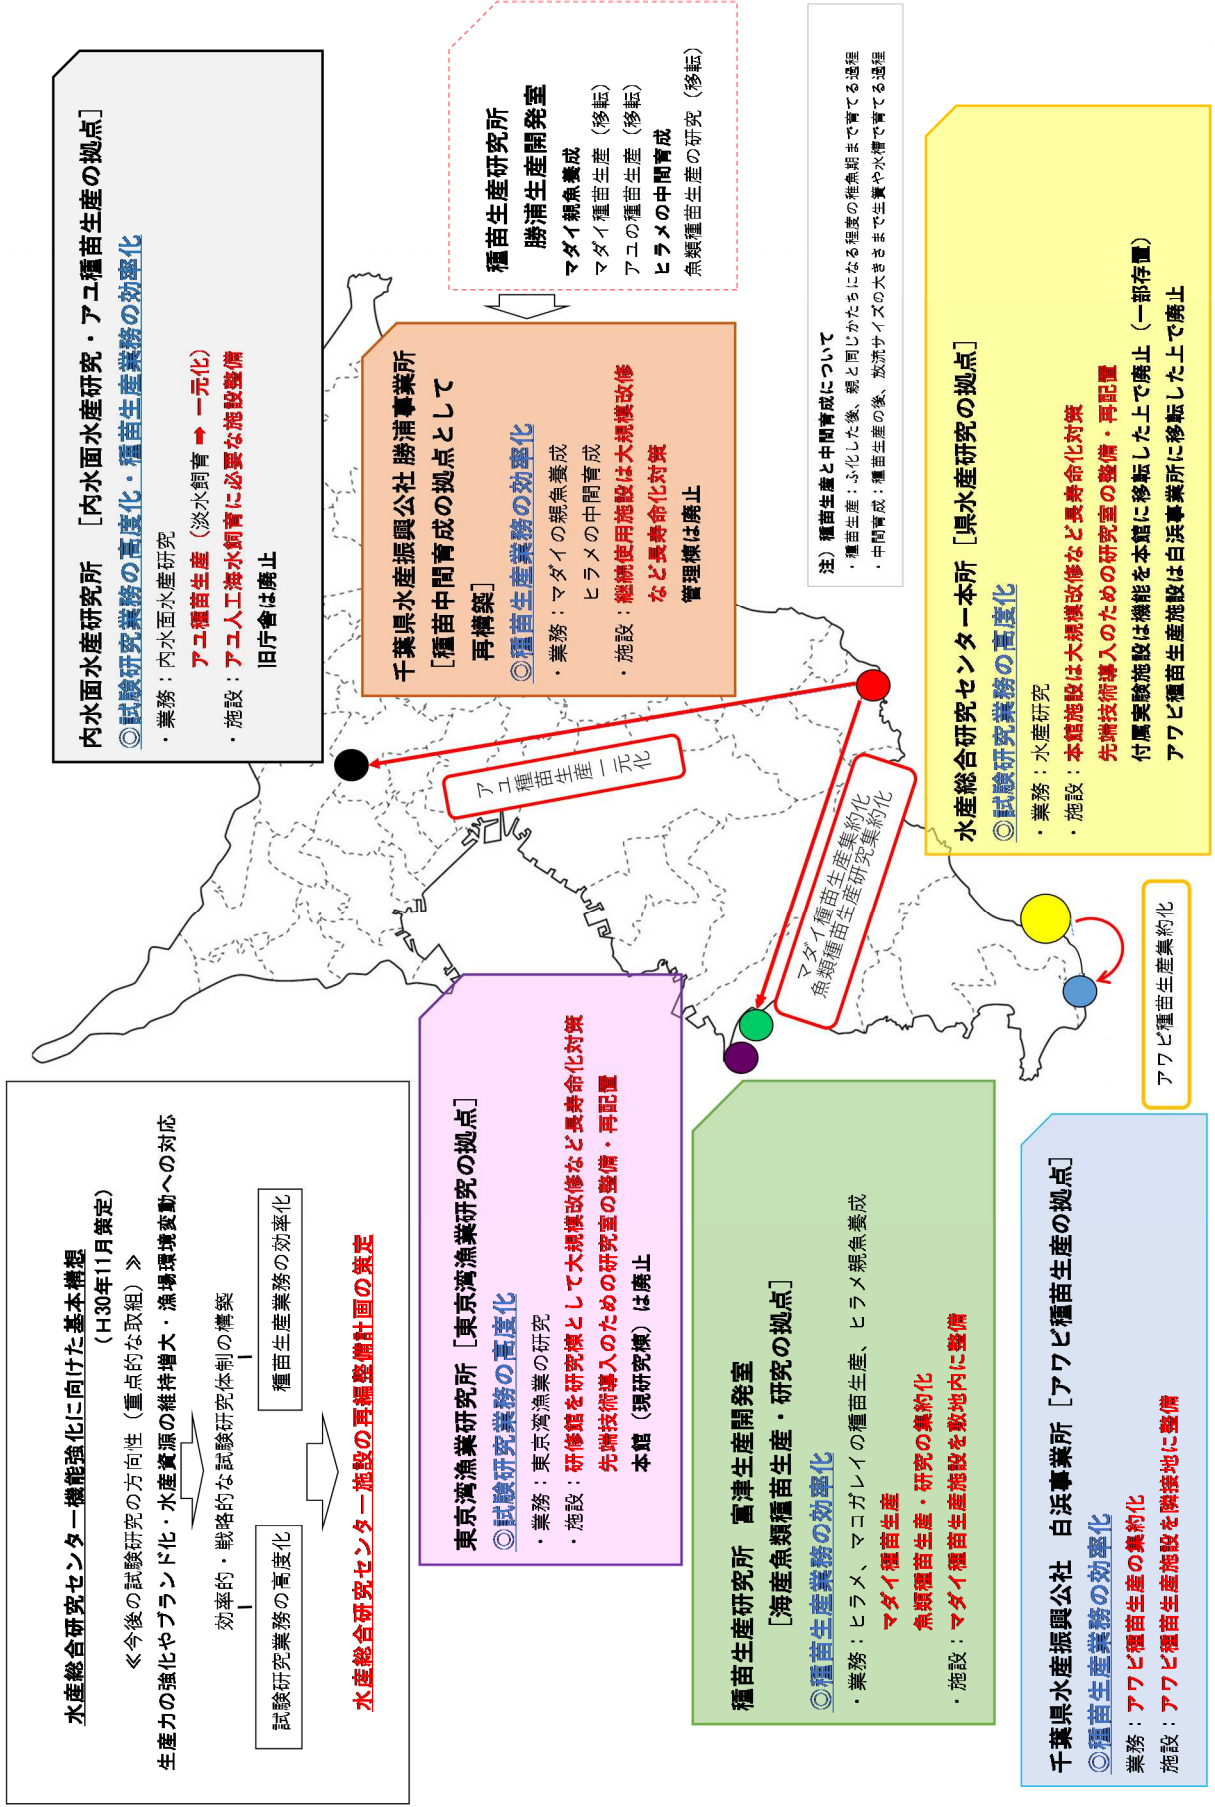 水産総合研究センター機能強化に向けた基本構想
（H30年11月策定）
≪今後の試験研究の方向性（重点的な取組）≫
生産力の強化やブランド化・水産資源の維持増大・漁場環境変動への対応
効率的・戦略的な試験研究体制の構築
試験研究業務の高度化
種苗生産業務の効率化
水産総合研究センター施設の再編整備計画の策定
内水面水産研究所　［内水面水産研究・アユ種苗生産の拠点］
◎試験研究業務の高度化・種苗生産業務の効率化
・業務：内水面水産研究
アユ種苗生産（淡水飼育 ➡ 一元化）
・施設：アユ人工海水飼育に必要な施設整備
旧庁舎は廃止
東京湾漁業研究所［東京湾漁業研究の拠点］
◎試験研究業務の高度化
・業務：東京湾漁業の研究
・施設：研修館を研究棟として大規模改修など長寿命化対策
先端技術導入のための研究室の整備・再配置
本館（現研究棟）は廃止
千葉県水産振興公社 勝浦事業所
［種苗中間育成の拠点として
再構築］
◎種苗生産業務の効率化
・業務：マダイの親魚養成
ヒラメの中間育成
・施設：継続使用施設は大規模改修
など長寿命化対策
管理棟は廃止
種苗生産研究所
勝浦生産開発室
マダイ親魚養成
マダイ種苗生産（移転）
アユの種苗生産（移転）
ヒラメの中間育成
魚類種苗生産の研究（移転）
アユ種
苗生産一元
化
マダイ種苗生産集約化
魚類種苗生産研究集約化
種苗生産研究所　富津生産開発室
［海産魚類種苗生産・研究の拠点］
◎種苗生産業務の効率化
・業務：ヒラメ、マコガレイの種苗生産、ヒラメ親魚養成
マダイ種苗生産
魚類種苗生産・研究の集約化
・施設：マダイ種苗生産施設を敷地内に整備
注）種苗生産と中間育成について
・種苗生産：ふ化した後、親と同じかたちになる程度の稚魚期まで育てる過程
・中間育成：種苗生産の後、放流サイズの大きさまで生簀や水槽で育てる過程
水産総合研究センター本所［県水産研究の拠点］
◎試験研究業務の高度化
・業務：水産研究
・施設：本館施設は大規模改修など長寿命化対策
先端技術導入のための研究室の整備・再配置
付属実験施設は機能を本館に移転した上で廃止（一部存置）
アワビ種苗生産施設は白浜事業所に移転した上で廃止
アワビ種苗生産集約化
千葉県水産振興公社　白浜事業所［アワビ種苗生産の拠点］
◎種苗生産業務の効率化
業務：アワビ種苗生産の集約化
施設：アワビ種苗生産施設を隣接地に整備